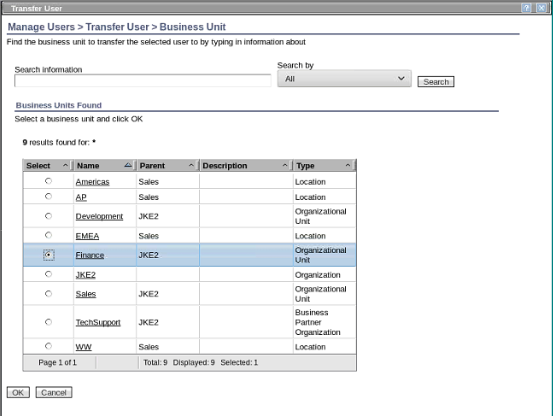 Transfer User
Manage Users > Transfer User > Business Unit
Find the business unit to transfer the selected user to by typing in information about
Search information
Search by
All
Search
Business Units Found
Select a business unit and click OK
9 results found for: *
Select Name Parent Description Type
Americas Sales Location
AP Sales Location
Development JKE2 Organizational
Unit
EMEA Sales Location
Finance JKE2 Organizational
Unit
JKE2 Organization
Sales JKE2 Organizational
Unit
TechSupport JKE2 Business
Partner
Organization
WW Sales Location
Page 1 of 1 Total: 9 Displayed: 9 Selected: 1
OK Cancel